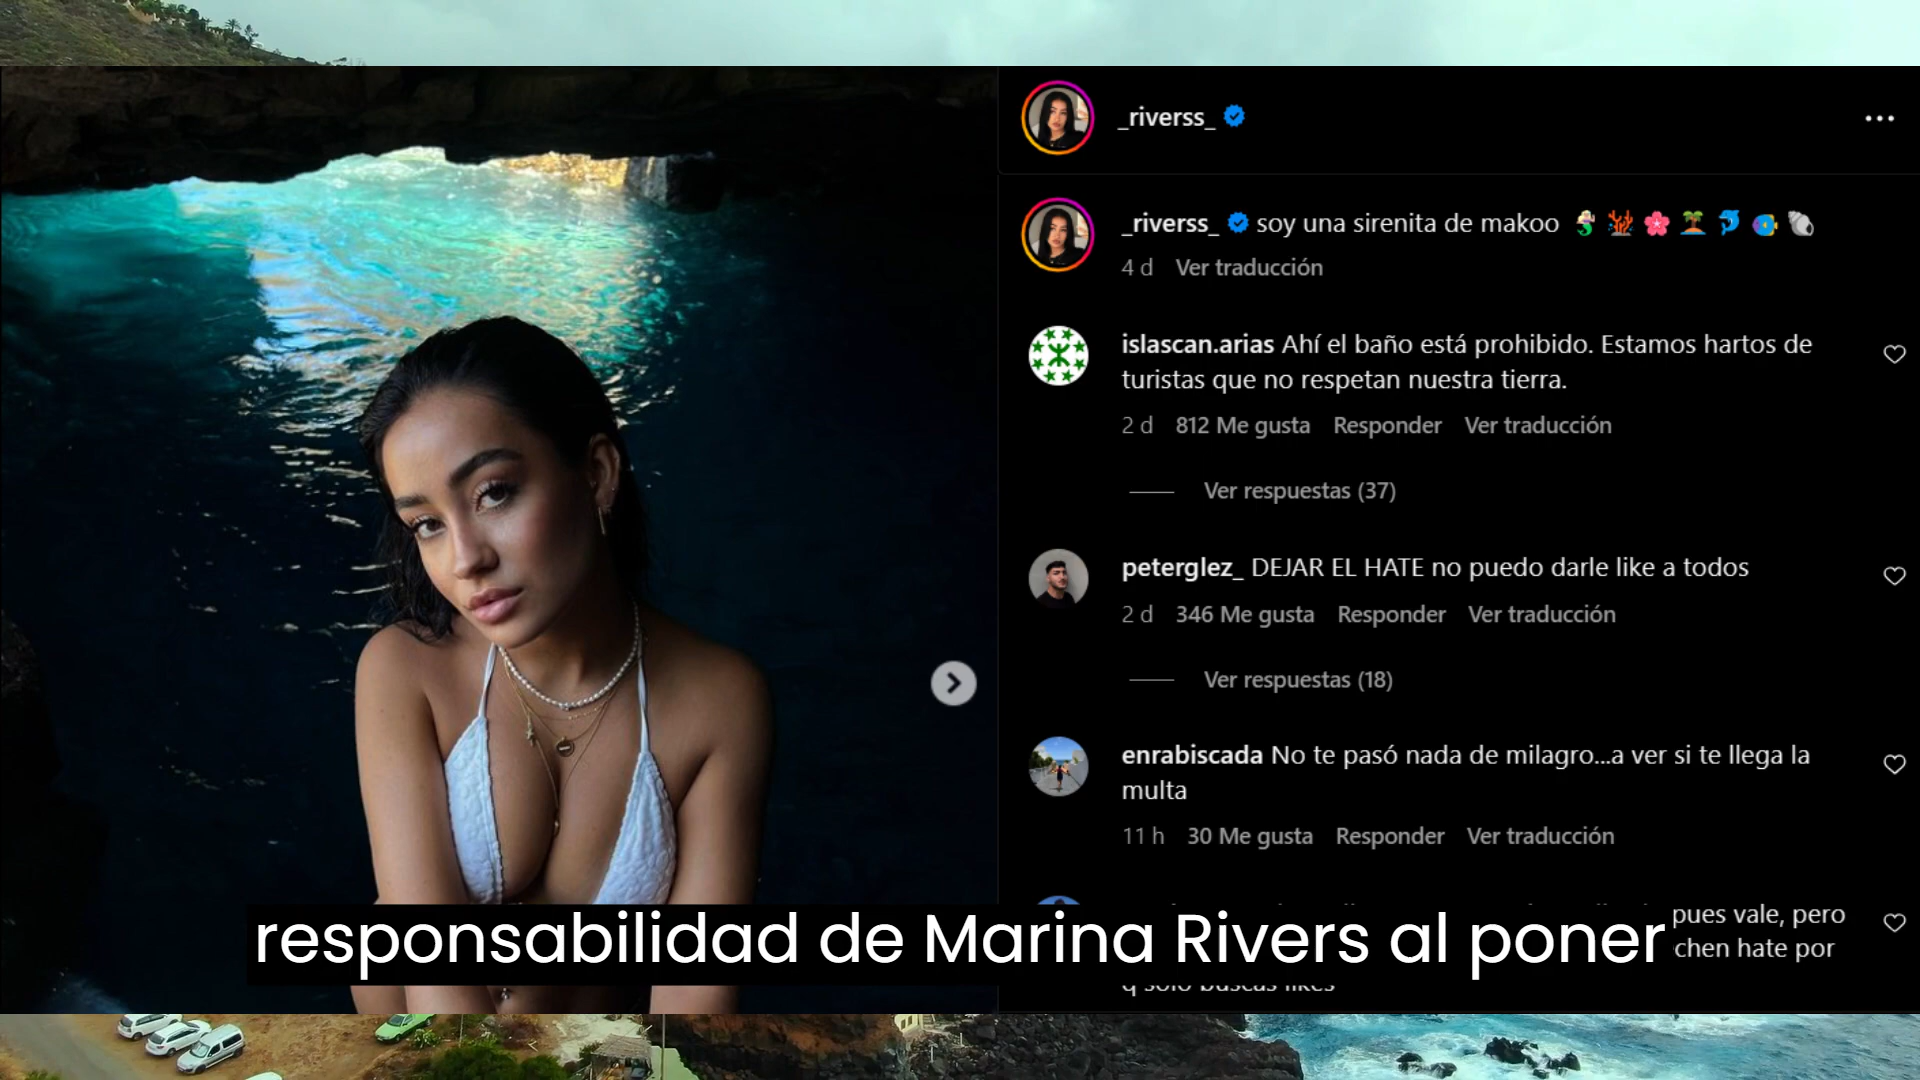 _riverss_
_riverss_ soy una sirenita de makoo
4 d Ver traducción
islascan.arias Ahí el baño está prohibido. Estamos hartos de
turistas que no respetan nuestra tierra.
2 d 812 Me gusta Responder Ver traducción
Ver respuestas (37)
peterglez_ DEJAR EL HATE no puedo darle like a todos
2 d 346 Me gusta Responder Ver traducción
Ver respuestas (18)
enrabiscada No te pasó nada de milagro...a ver si te llega la
multa
11 h 30 Me gusta Responder Ver traducción
pues vale, pero
chen hate por
q solo buscas likes
responsabilidad de Marina Rivers al poner